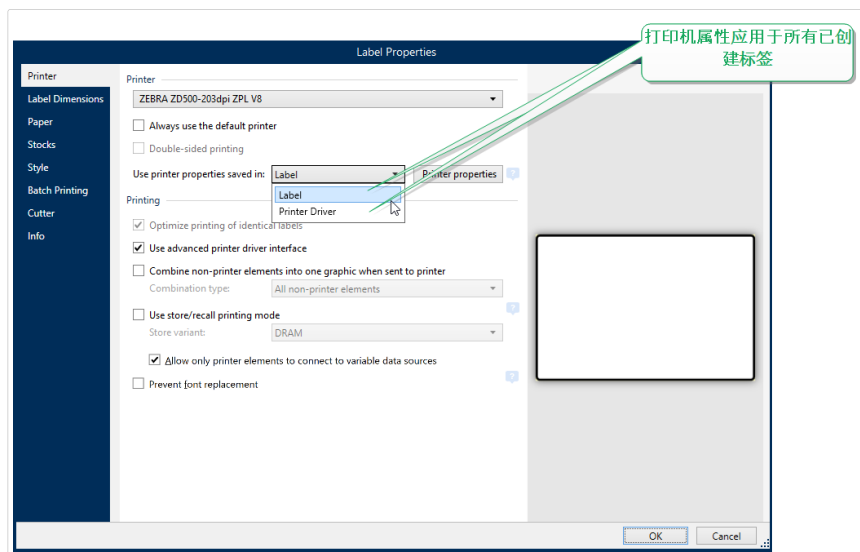 打印机属性应用于所有已创
建标签
Label Properties
Printer
Label Dimensions
Paper
Stocks
Style
Batch Printing
Cutter
Info
Printer
ZEBRA ZD500-203dpi ZPL V8
Always use the default printer
Double-sided printing
Use printer properties saved in: Label Printer properties ?
Label
Printer Driver
Printing
Optimize printing of identical labels
Use advanced printer driver interface
Combine non-printer elements into one graphic when sent to printer
Combination type: All non-printer elements
?
Use store/recall printing mode
Store variant: DRAM
Allow only printer elements to connect to variable data sources
?
Prevent font replacement
OK Cancel